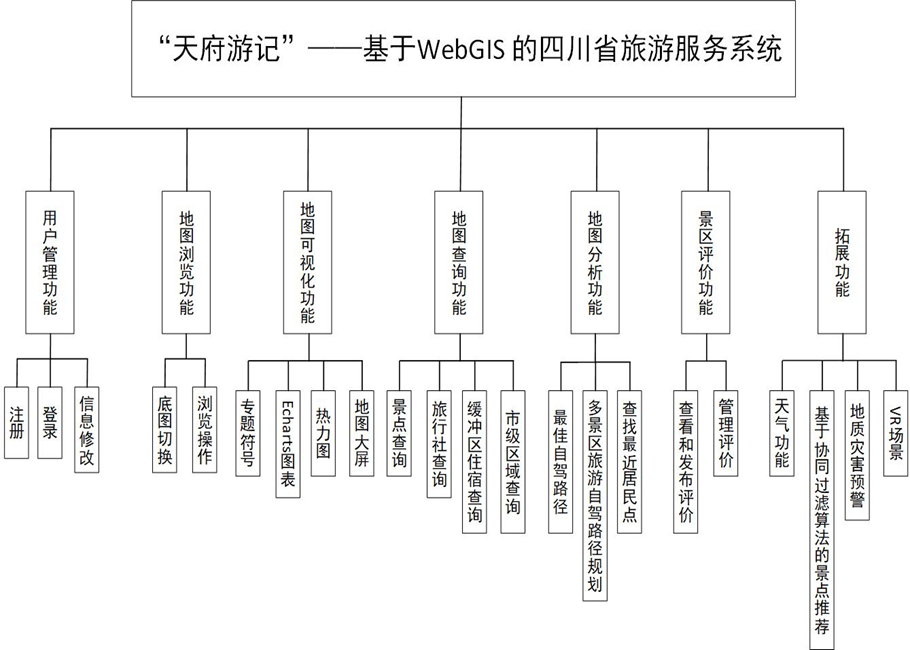 “天府游记”——基于WebGIS 的四川省旅游服务系统
用户管理功能
地图浏览功能
地图可视化功能
地图查询功能
地图分析功能
景区评价功能
拓展功能
注册
登录
信息修改
底图切换
浏览操作
专题符号
Echarts图表
热力图
地图大屏
景点查询
旅行社查询
缓冲区住宿查询
市级区域查询
最佳自驾路径
多景区旅游自驾路径规划
查找最近居民点
查看和发布评价
管理评价
天气功能
基于协同过滤算法的景点推荐
地质灾害预警
VR场景